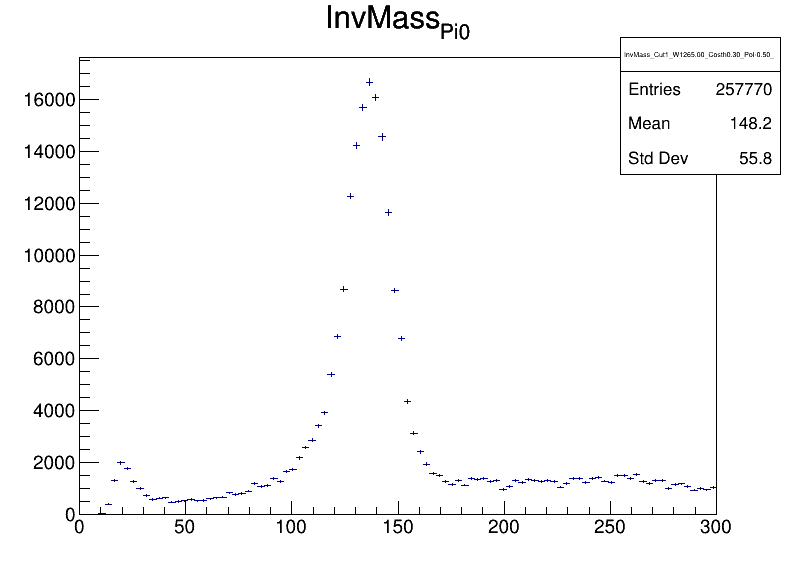 InvMassPi0
InvMass_Cut1_W1265.00_Costh0.30_Pol-0.50_
Entries 257770
Mean 148.2
Std Dev 55.8
16000
14000
12000
10000
8000
6000
4000
2000
0
0 50 100 150 200 250 300